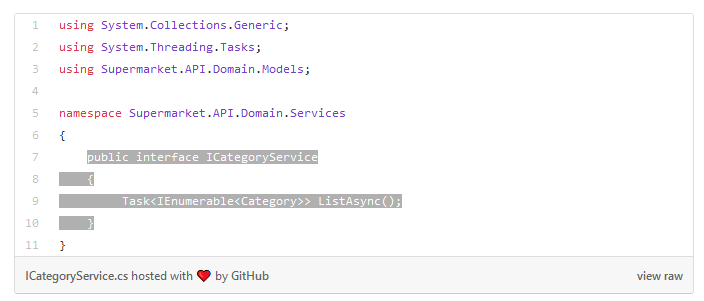 1 using System.Collections.Generic;
2 using System.Threading.Tasks;
3 using Supermarket.API.Domain.Models;
4
5 namespace Supermarket.API.Domain.Services
6 {
7 public interface ICategoryService
8 {
9 Task<IEnumerable<Category>> ListAsync();
10 }
11 }
ICategoryService.cs hosted with ❤ by GitHub view raw